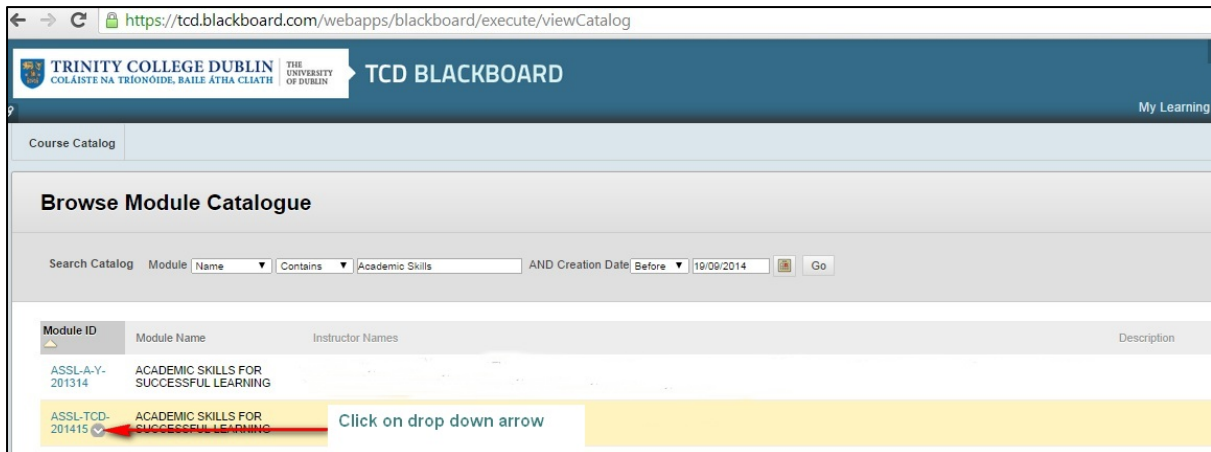 https://tcd.blackboard.com/webapps/blackboard/execute/viewCatalog
TRINITY COLLEGE DUBLIN
COLÁISTE NA TRÍONÓIDE, BAILE ÁTHA CLIATH
THE
UNIVERSITY
OF DUBLIN
TCD BLACKBOARD
My Learning
Course Catalog
Browse Module Catalogue
Search Catalog Module Name Contains Academic Skills AND Creation Date Before 19/09/2014 Go
Module ID Module Name Instructor Names Description
ASSL-A-Y- ACADEMIC SKILLS FOR
201314 SUCCESSFUL LEARNING
ASSL-TCD- ACADEMIC SKILLS FOR
201415 SUCCESSFUL LEARNING
Click on drop down arrow